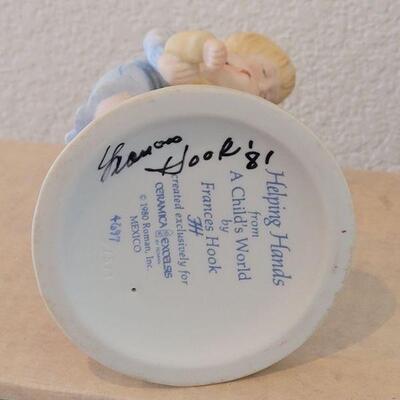 Frances
Hook '81
Helping Hands
from
A Child's World
by
Frances Hook
FH
created exclusively for
CERAMICA EXCELSIS
© 1980 Roman, Inc.
MEXICO
4697